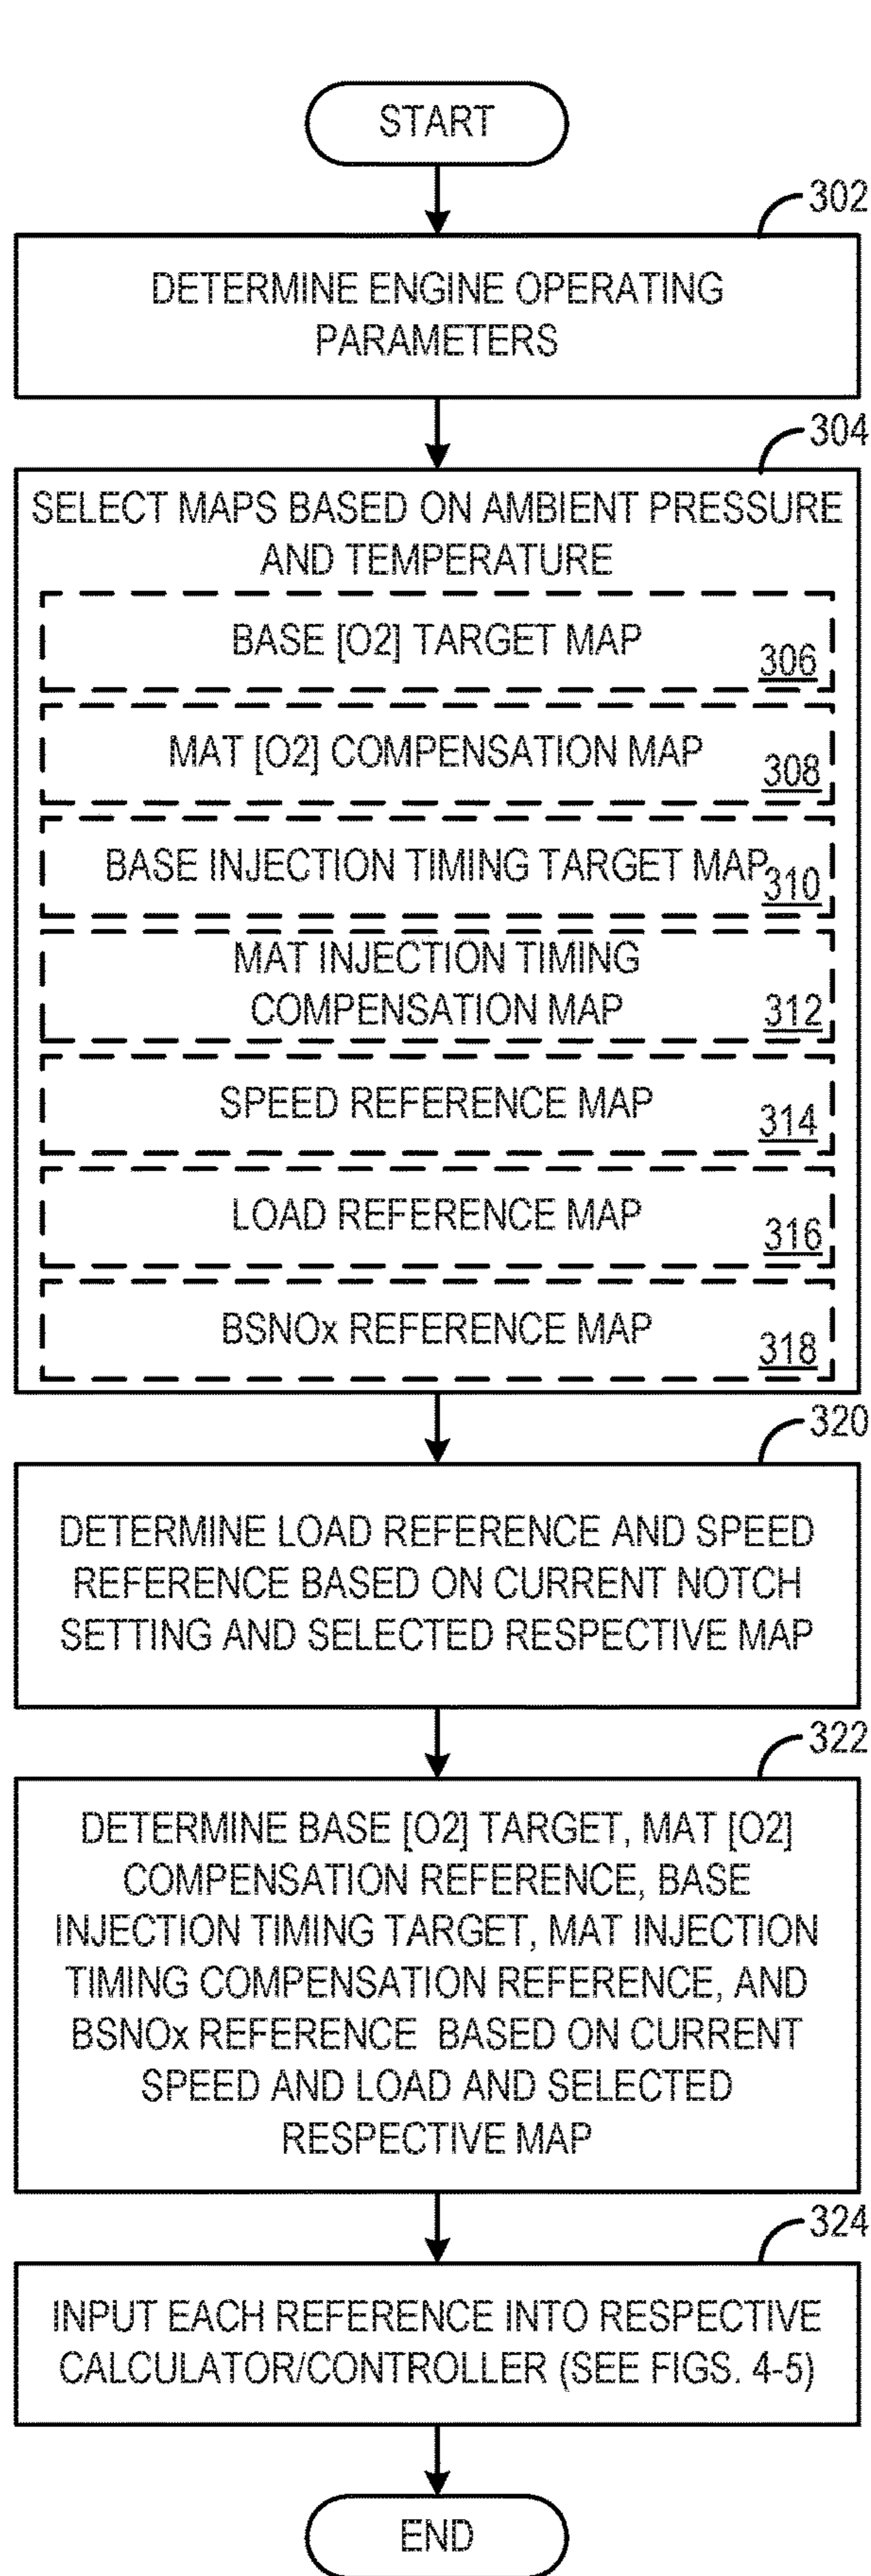 START
302
DETERMINE ENGINE OPERATING
PARAMETERS
304
SELECT MAPS BASED ON AMBIENT PRESSURE
AND TEMPERATURE
BASE [O2] TARGET MAP
306
MAT [O2] COMPENSATION MAP
308
BASE INJECTION TIMING TARGET MAP
310
MAT INJECTION TIMING
COMPENSATION MAP
312
SPEED REFERENCE MAP
314
LOAD REFERENCE MAP
316
BSNOx REFERENCE MAP
318
320
DETERMINE LOAD REFERENCE AND SPEED
REFERENCE BASED ON CURRENT NOTCH
SETTING AND SELECTED RESPECTIVE MAP
322
DETERMINE BASE [O2] TARGET, MAT [O2]
COMPENSATION REFERENCE, BASE
INJECTION TIMING TARGET, MAT INJECTION
TIMING COMPENSATION REFERENCE, AND
BSNOx REFERENCE BASED ON CURRENT
SPEED AND LOAD AND SELECTED
RESPECTIVE MAP
324
INPUT EACH REFERENCE INTO RESPECTIVE
CALCULATOR/CONTROLLER (SEE FIGS. 4-5)
END